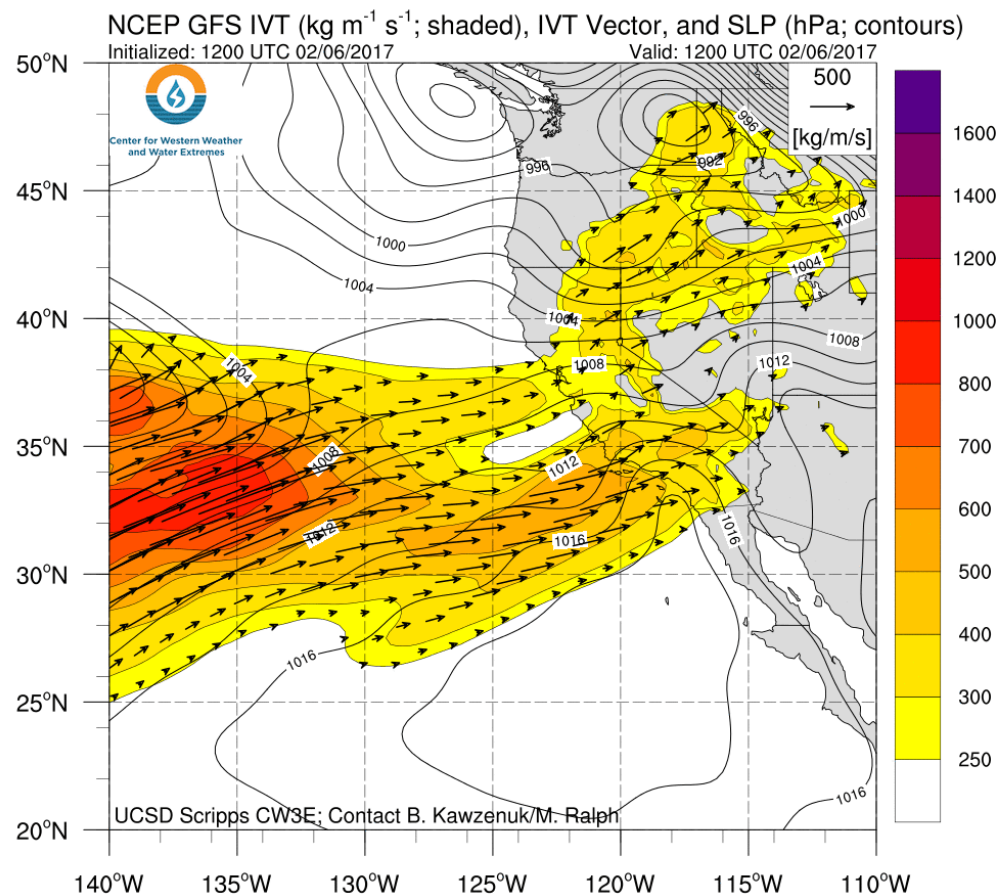 NCEP GFS IVT (kg m⁻¹ s⁻¹; shaded), IVT Vector, and SLP (hPa; contours)
Initialized: 1200 UTC 02/06/2017
Valid: 1200 UTC 02/06/2017
Center for Western Weather
and Water Extremes
500
[kg/m/s]
50°N
45°N
40°N
35°N
30°N
25°N
20°N
140°W
135°W
130°W
125°W
120°W
115°W
110°W
1600
1400
1200
1000
800
700
600
500
400
300
250
996
996
992
1000
1000
1004
1004
1004
1004
1008
1008
1012
1008
1012
1012
1016
1016
1016
1016
UCSD Scripps CW3E; Contact B. Kawzenuk/M. Ralph